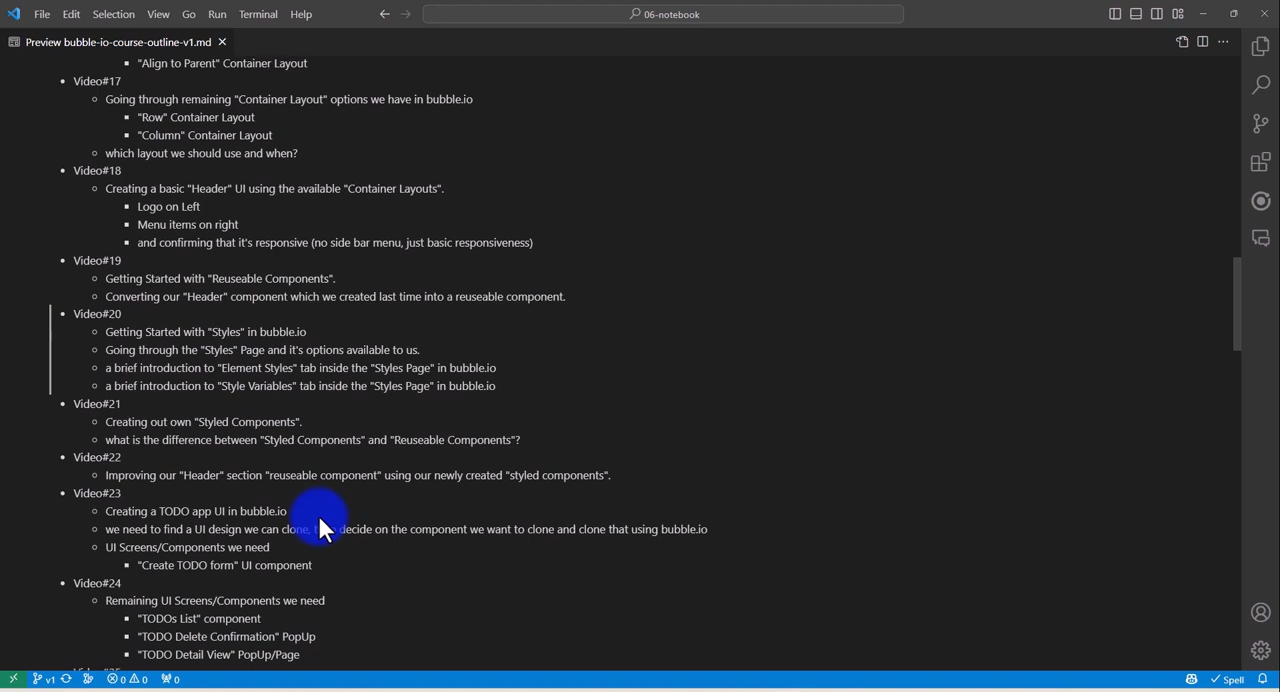 File Edit Selection View Go Run Terminal Help
06-notebook
Preview bubble-io-course-outline-v1.md
"Align to Parent" Container Layout
Video#17
Going through remaining "Container Layout" options we have in bubble.io
"Row" Container Layout
"Column" Container Layout
which layout we should use and when?
Video#18
Creating a basic "Header" UI using the available "Container Layouts".
Logo on Left
Menu items on right
and confirming that it's responsive (no side bar menu, just basic responsiveness)
Video#19
Getting Started with "Reuseable Components".
Converting our "Header" component which we created last time into a reuseable component.
Video#20
Getting Started with "Styles" in bubble.io
Going through the "Styles" Page and it's options available to us.
a brief introduction to "Element Styles" tab inside the "Styles Page" in bubble.io
a brief introduction to "Style Variables" tab inside the "Styles Page" in bubble.io
Video#21
Creating out own "Styled Components".
what is the difference between "Styled Components" and "Reuseable Components"?
Video#22
Improving our "Header" section "reuseable component" using our newly created "styled components".
Video#23
Creating a TODO app UI in bubble.io
we need to find a UI design we can clone, decide on the component we want to clone and clone that using bubble.io
UI Screens/Components we need
"Create TODO form" UI component
Video#24
Remaining UI Screens/Components we need
"TODOs List" component
"TODO Delete Confirmation" PopUp
"TODO Detail View" PopUp/Page
v1 0 0 0 Spell